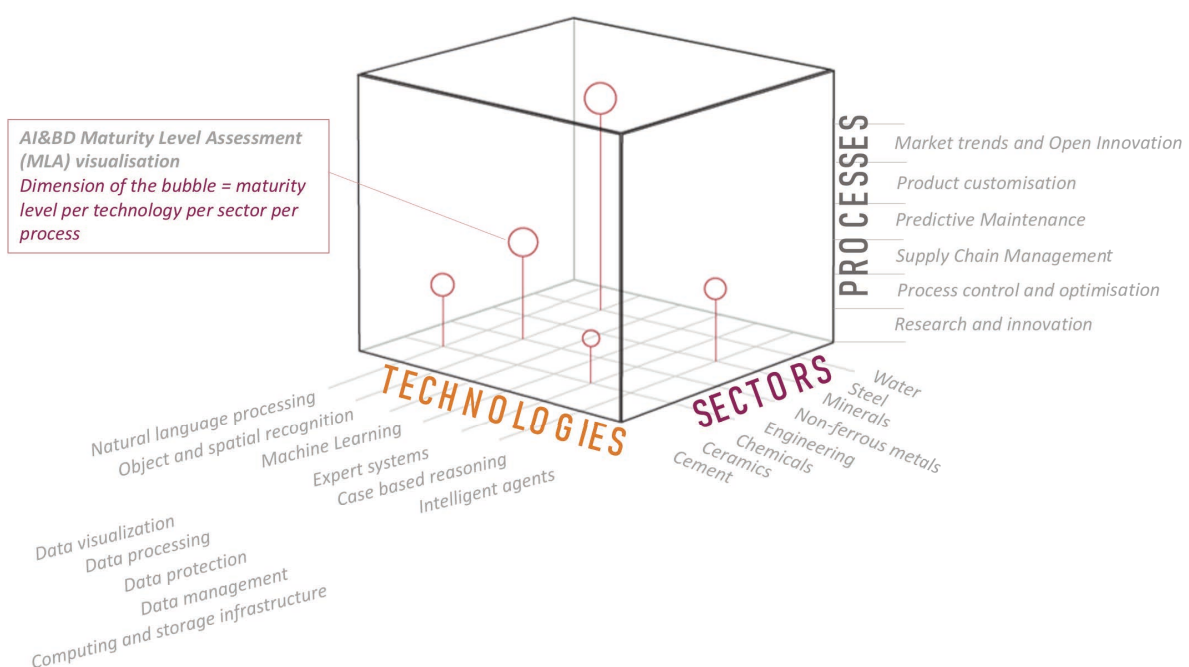 AI&BD Maturity Level Assessment
(MLA) visualisation
Dimension of the bubble = maturity
level per technology per sector per
process
PROCESSES
Market trends and Open Innovation
Product customisation
Predictive Maintenance
Supply Chain Management
Process control and optimisation
Research and innovation
TECHNOLOGIES
Natural language processing
Object and spatial recognition
Machine Learning
Expert systems
Case based reasoning
Intelligent agents
Data visualization
Data processing
Data protection
Data management
Computing and storage infrastructure
SECTORS
Water
Steel
Minerals
Non-ferrous metals
Engineering
Chemicals
Ceramics
Cement